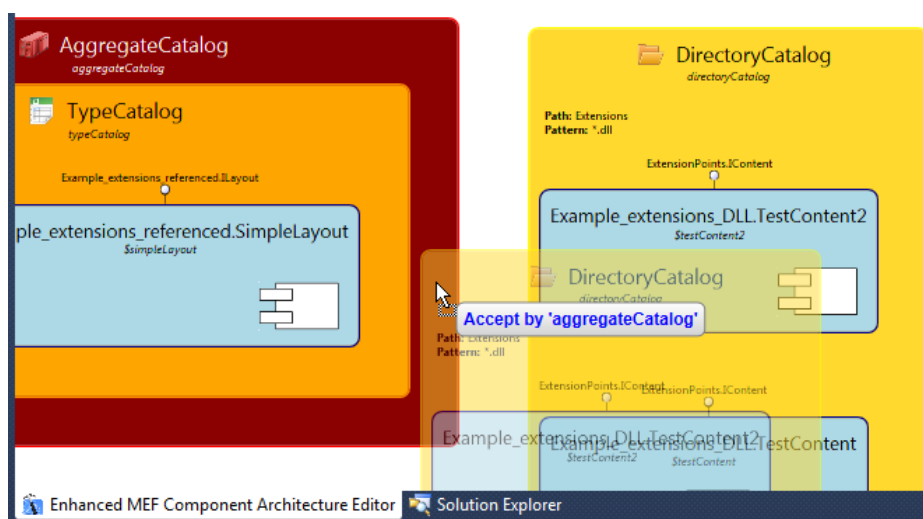 AggregateCatalog
aggregateCatalog
TypeCatalog
typeCatalog
Example_extensions_referenced.ILayout
ple_extensions_referenced.SimpleLayout
$simpleLayout
DirectoryCatalog
directoryCatalog
Path: Extensions
Pattern: *.dll
ExtensionPoints.IContent
Example_extensions_DLL.TestContent2
$testContent2
DirectoryCatalog
directoryCatalog
Accept by 'aggregateCatalog'
Path: Extensions
Pattern: *.dll
ExtensionPoints.IContent
ExtensionPoints.IContent
Example_extensions_DLL.TestContent2
$testContent2
Example_extensions_DLL.TestContent
$testContent
Enhanced MEF Component Architecture Editor
Solution Explorer